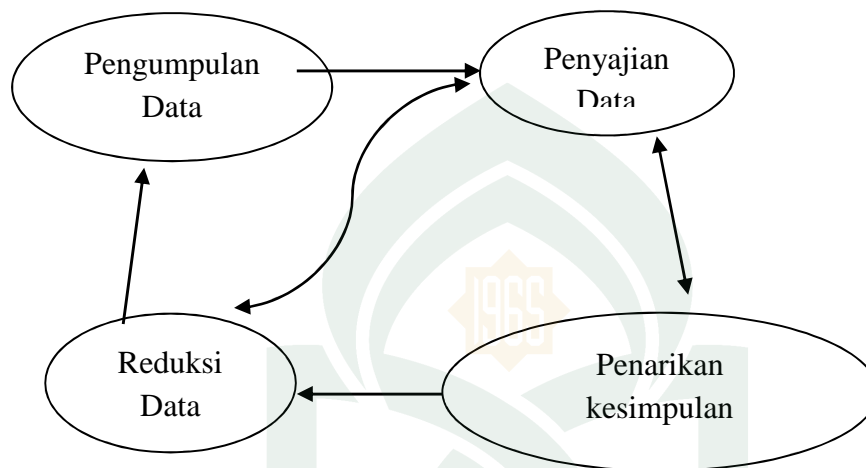 Pengumpulan
Data
Penyajian
Data
Reduksi
Data
Penarikan
kesimpulan
1965